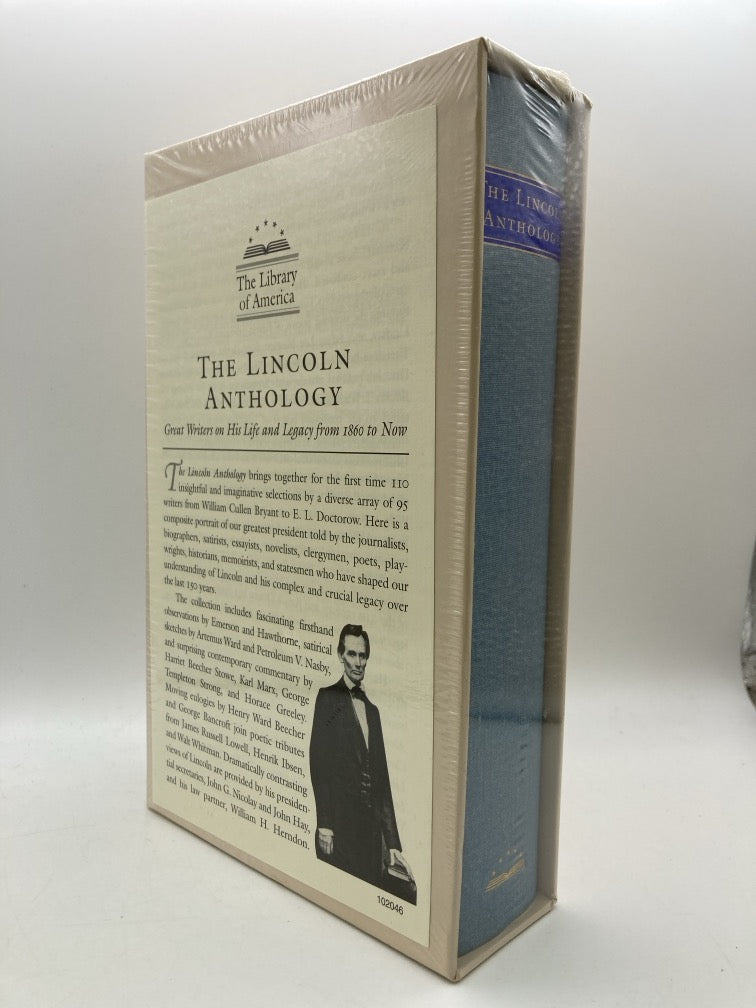 The Library
of America
THE LINCOLN
ANTHOLOGY
Great Writers on His Life and Legacy from 1860 to Now
The Lincoln Anthology brings together for the first time 110
insightful and imaginative selections by a diverse array of 95
writers from William Cullen Bryant to E. L. Doctorow. Here is a
composite portrait of our greatest president told by the journalists,
biographers, satirists, essayists, novelists, clergymen, poets, play-
wrights, historians, memoirists, and statesmen who have shaped our
understanding of Lincoln and his complex and crucial legacy over
the last 150 years.
The collection includes fascinating firsthand
observations by Emerson and Hawthorne, satirical
sketches by Artemus Ward and Petroleum V. Nasby,
and surprising contemporary commentary by
Harriet Beecher Stowe, Karl Marx, George
Templeton Strong, and Horace Greeley.
Moving eulogies by Henry Ward Beecher
and George Bancroft join poetic tributes
from James Russell Lowell, Henrik Ibsen,
and Walt Whitman. Dramatically contrasting
views of Lincoln are provided by his presiden-
tial secretaries, John G. Nicolay and John Hay,
and his law partner, William H. Herndon.
102046
THE LINCOL
ANTHOLOG